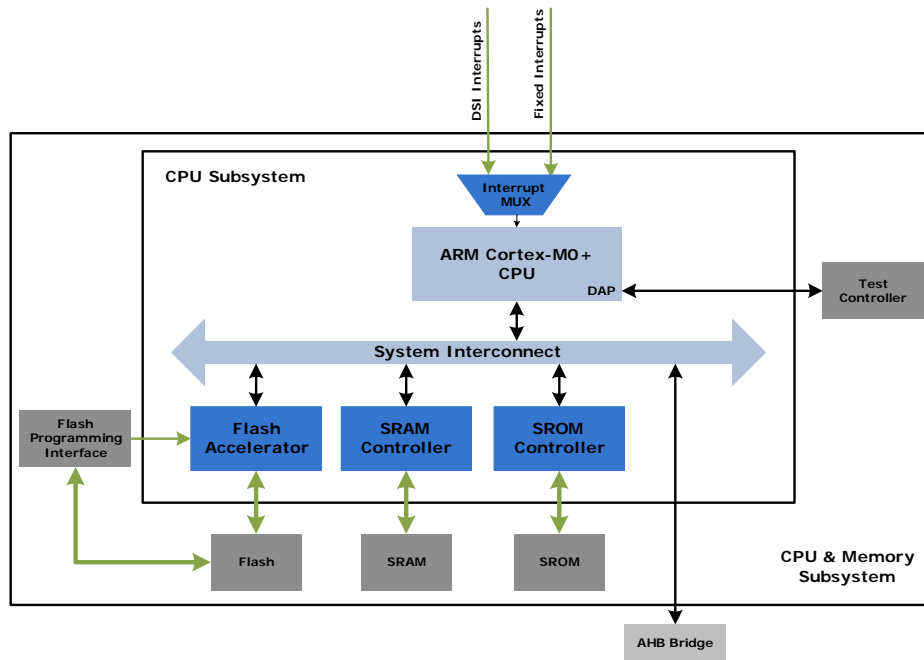 DSI Interrupts
Fixed Interrupts
CPU Subsystem
Interrupt
MUX
ARM Cortex-M0+
CPU
DAP
Test
Controller
System Interconnect
Flash
Programming
Interface
Flash
Accelerator
SRAM
Controller
SROM
Controller
Flash
SRAM
SROM
CPU & Memory
Subsystem
AHB Bridge